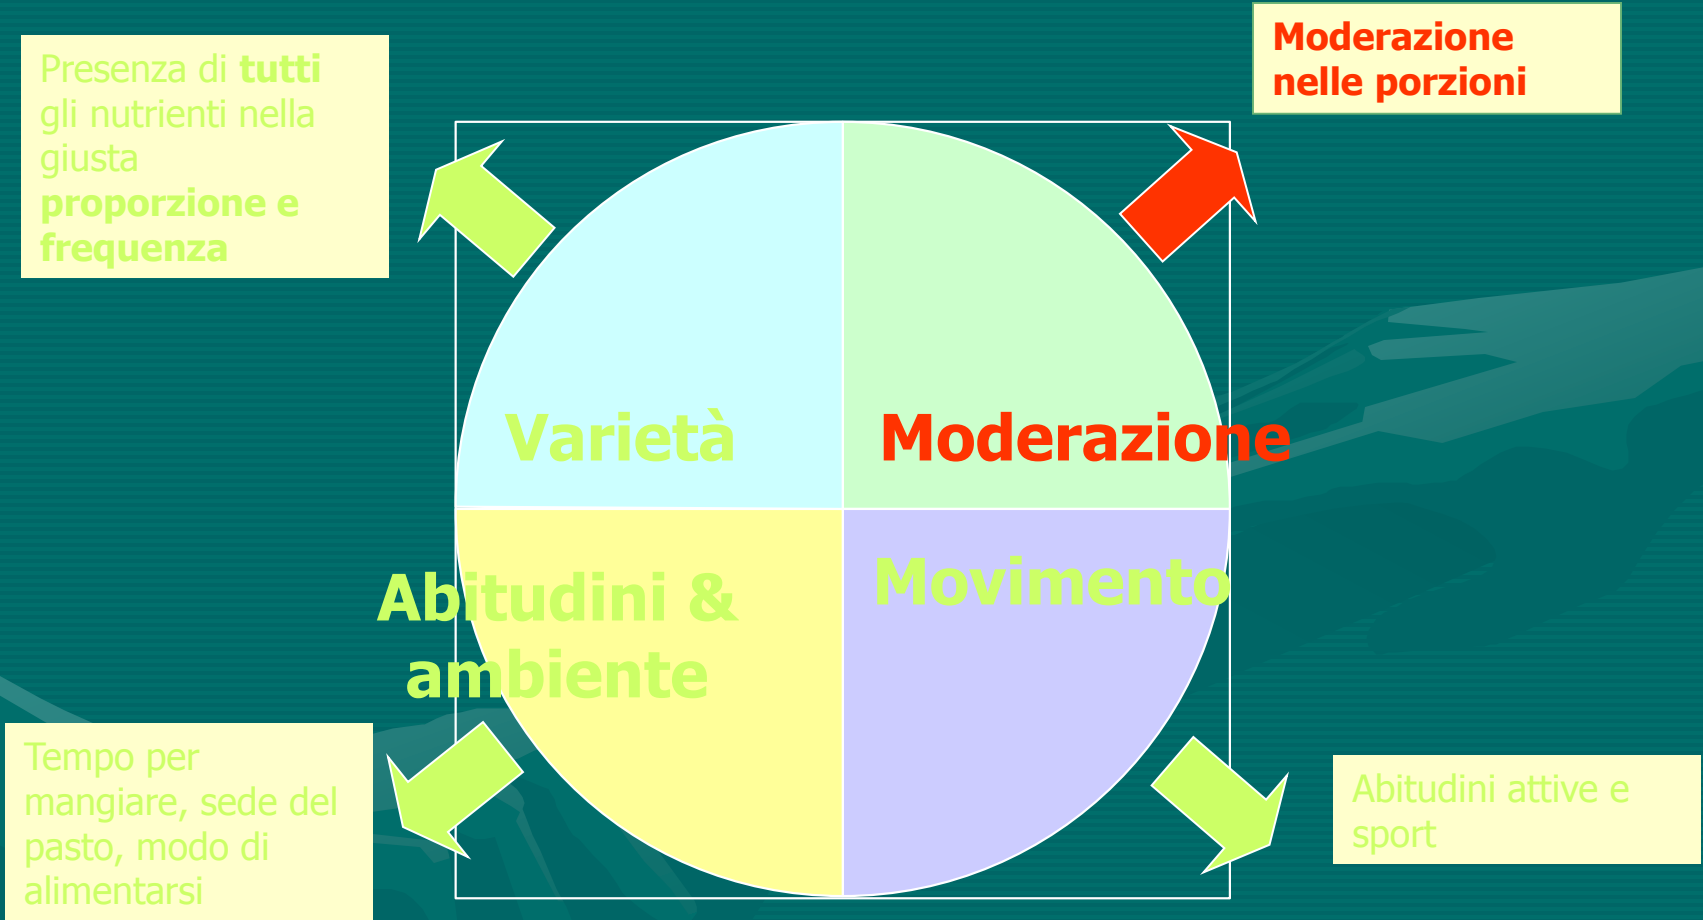 Presenza di tutti
gli nutrienti nella
giusta
proporzione e
frequenza
Moderazione
nelle porzioni
Varietà
Moderazione
Abitudini &
ambiente
Movimento
Tempo per
mangiare, sede del
pasto, modo di
alimentarsi
Abitudini attive e
sport